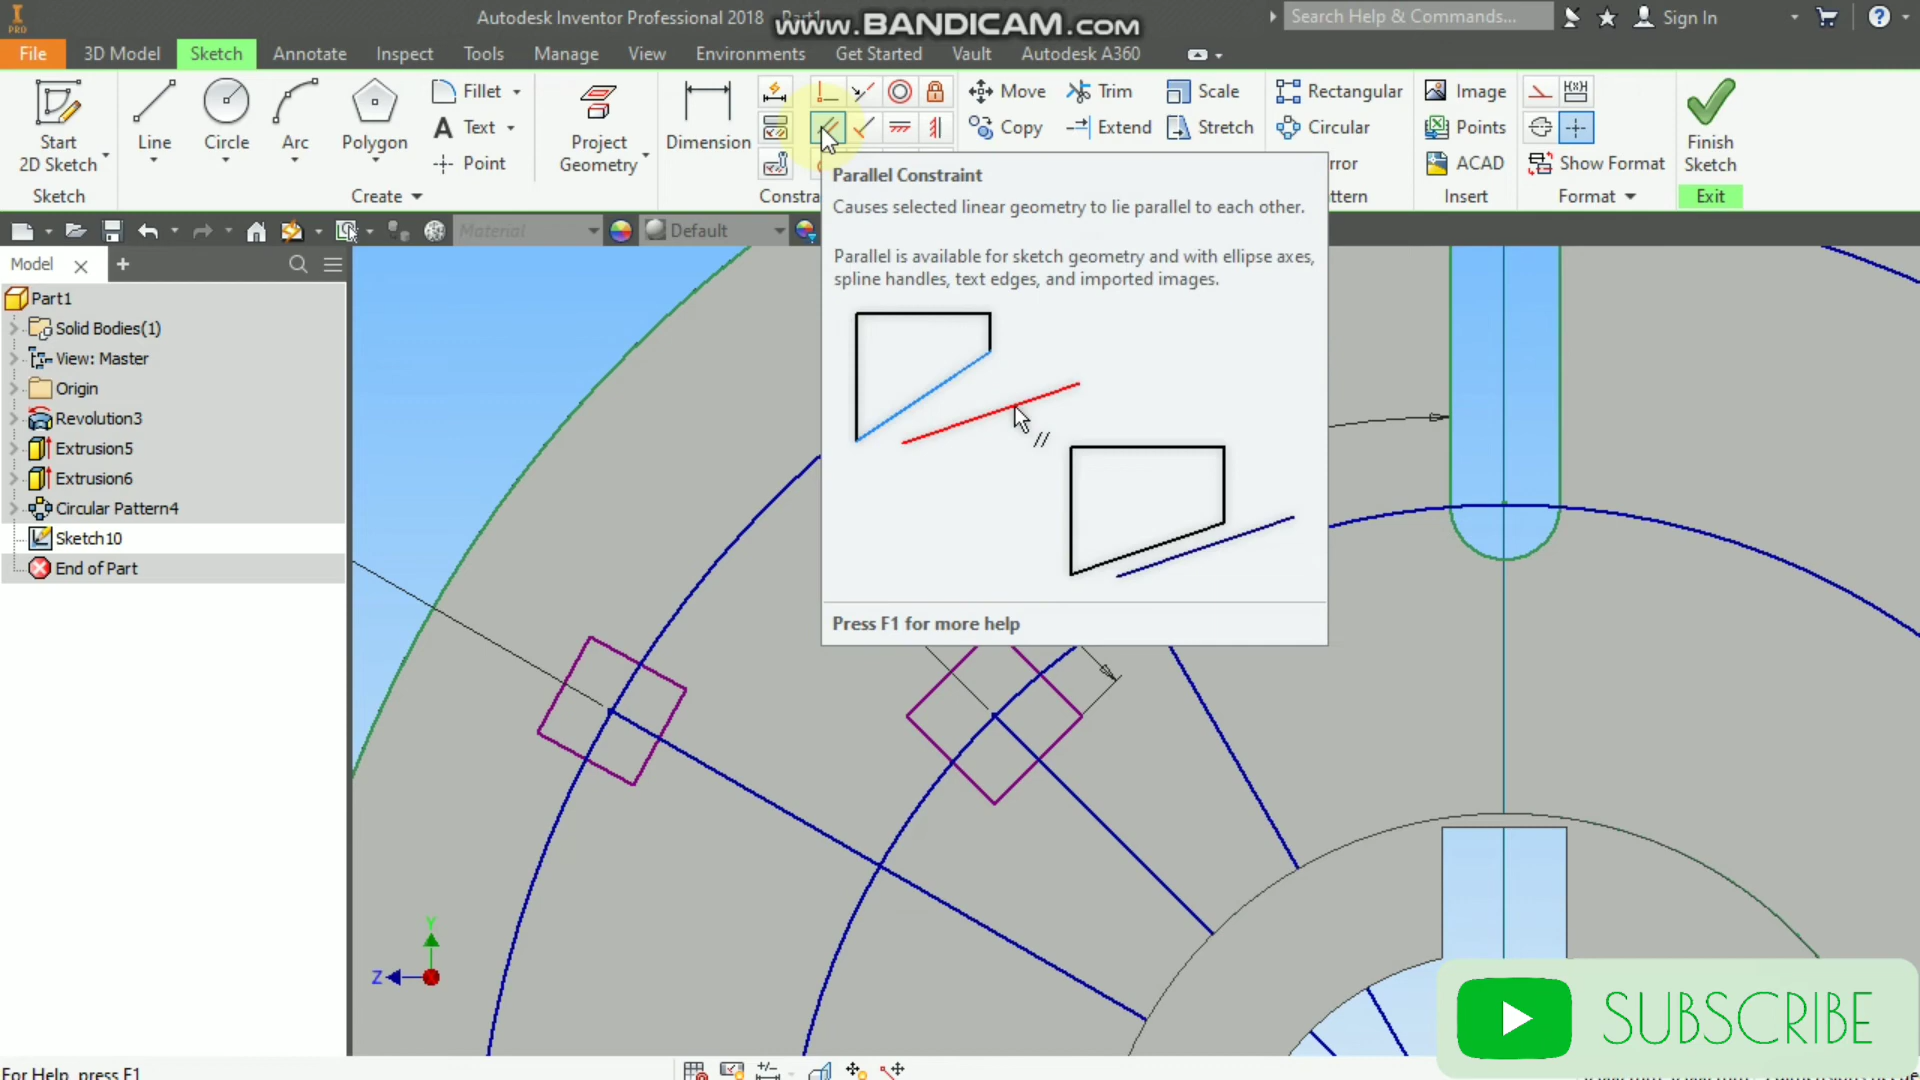 Autodesk Inventor Professional 2018 Part1
www.BANDICAM.com
Search Help & Commands...
Sign In
PRO
File
3D Model
Sketch
Annotate
Inspect
Tools
Manage
View
Environments
Get Started
Vault
Autodesk A360
Start
2D Sketch
Line
Circle
Arc
Polygon
Fillet
Text
Point
Project
Geometry
Dimension
Move
Copy
Trim
Extend
Scale
Stretch
Rectangular
Circular
rror
Image
Points
ACAD
Show Format
Finish
Sketch
Sketch
Create
Constra
ttern
Insert
Format
Exit
Material
Default
Model
Part1
Solid Bodies(1)
View: Master
Origin
Revolution3
Extrusion5
Extrusion6
Circular Pattern4
Sketch10
End of Part
Parallel Constraint
Causes selected linear geometry to lie parallel to each other.
Parallel is available for sketch geometry and with ellipse axes,
spline handles, text edges, and imported images.
Press F1 for more help
Y
Z
SUBSCRIBE
For Help, press F1